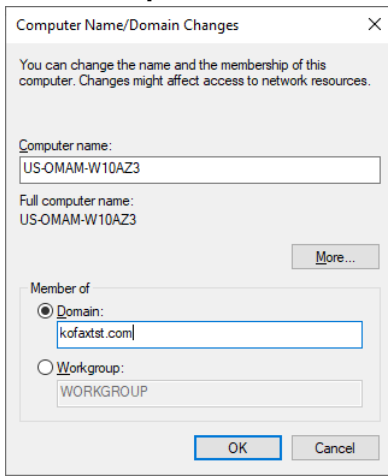 Computer Name/Domain Changes
You can change the name and the membership of this
computer. Changes might affect access to network resources.
Computer name:
US-OMAM-W10AZ3
Full computer name:
US-OMAM-W10AZ3
More...
Member of
Domain:
kofaxtst.com
Workgroup:
WORKGROUP
OK Cancel